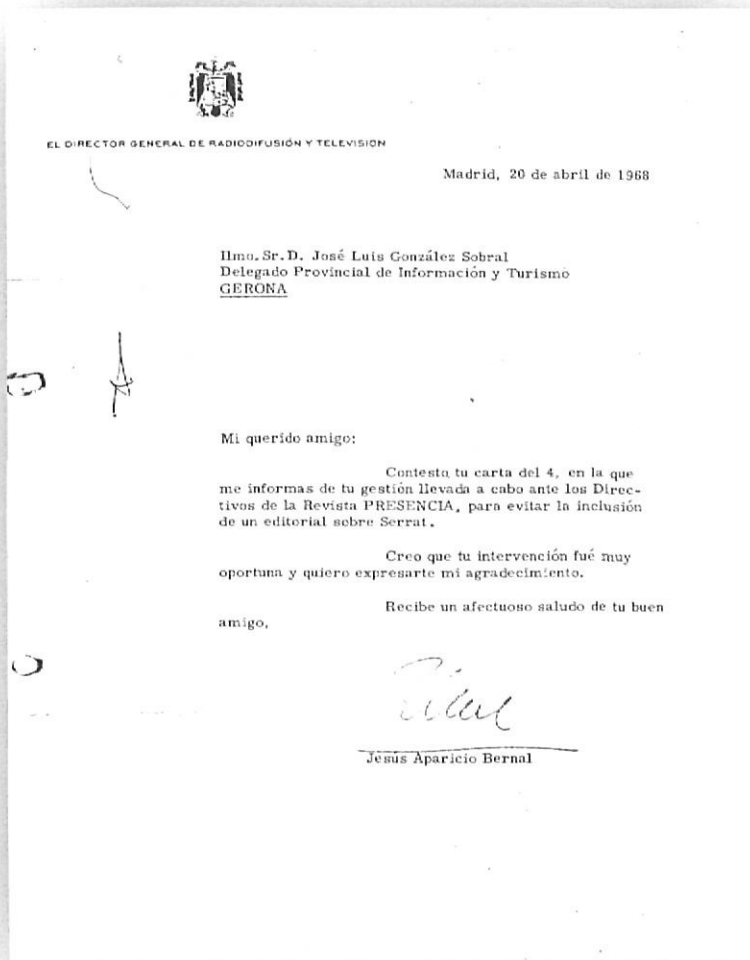 EL DIRECTOR GENERAL DE RADIODIFUSIÓN Y TELEVISION
Madrid, 20 de abril de 1968
Ilmo. Sr. D. José Luis González Sobral
Delegado Provincial de Información y Turismo
GERONA
Mi querido amigo:
Contesto tu carta del 4, en la que
me informas de tu gestión llevada a cabo ante los Direc-
tivos de la Revista PRESENCIA, para evitar la inclusión
de un editorial sobre Serrat.
Creo que tu intervención fué muy
oportuna y quiero expresarte mi agradecimiento.
Recibe un afectuoso saludo de tu buen
amigo,
Jesús Aparicio Bernal